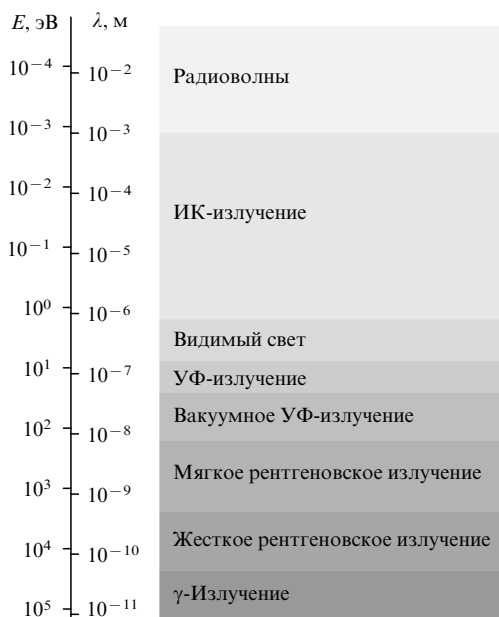 E, эВ λ, м
10⁻⁴ 10⁻² Радиоволны
10⁻³ 10⁻³
10⁻² 10⁻⁴ ИК-излучение
10⁻¹ 10⁻⁵
10⁰ 10⁻⁶
Видимый свет
10¹ 10⁻⁷ УФ-излучение
10² 10⁻⁸ Вакуумное УФ-излучение
10³ 10⁻⁹ Мягкое рентгеновское излучение
10⁴ 10⁻¹⁰ Жесткое рентгеновское излучение
10⁵ 10⁻¹¹ γ-Излучение